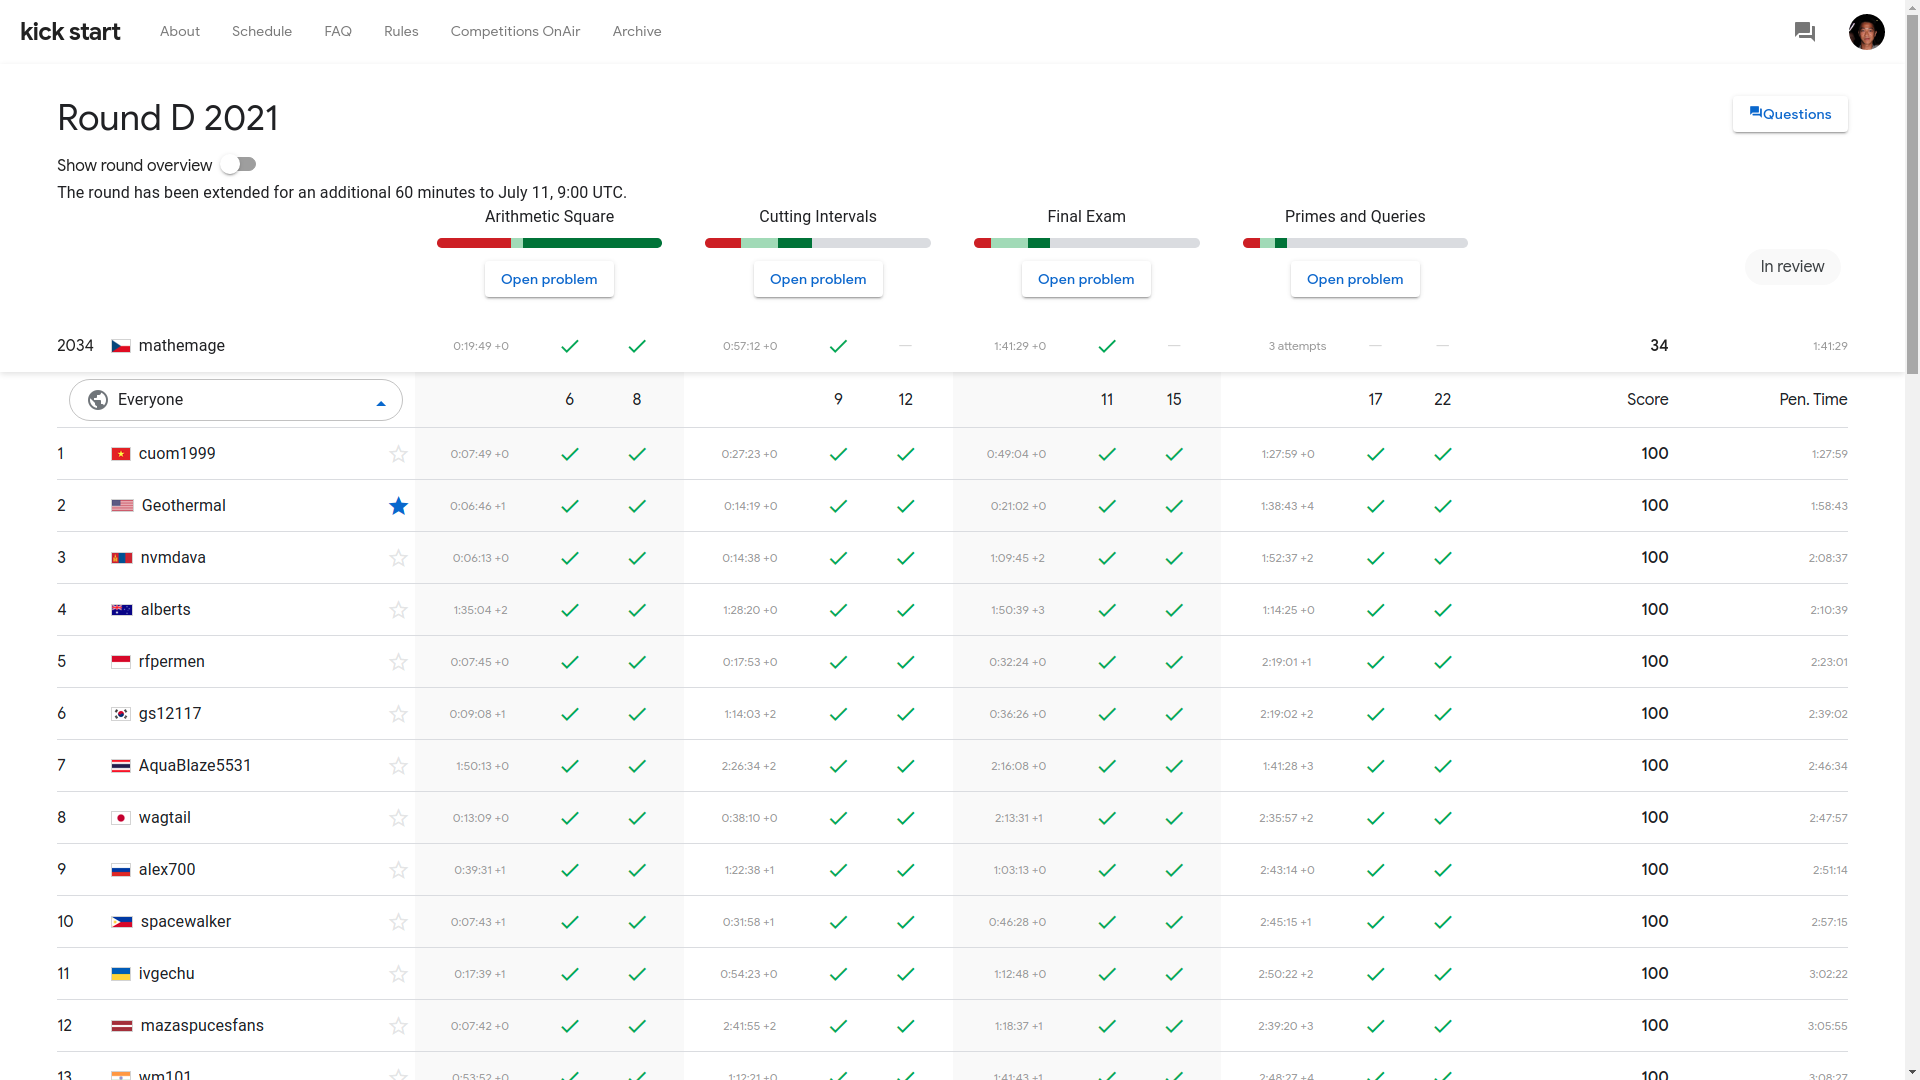 kick start About Schedule FAQ Rules Competitions OnAir Archive
Round D 2021
Questions
Show round overview
The round has been extended for an additional 60 minutes to July 11, 9:00 UTC.
Arithmetic Square Cutting Intervals Final Exam Primes and Queries
Open problem Open problem Open problem Open problem
In review
2034 mathemage 0:19:49 +0 0:57:12 +0 1:41:29 +0 3 attempts 34 1:41:29
Everyone 6 8 9 12 11 15 17 22 Score Pen. Time
1 cuom1999 0:07:49 +0 0:27:23 +0 0:49:04 +0 1:27:59 +0 100 1:27:59
2 Geothermal 0:06:46 +1 0:14:19 +0 0:21:02 +0 1:38:43 +4 100 1:58:43
3 nvmdava 0:06:13 +0 0:14:38 +0 1:09:45 +2 1:52:37 +2 100 2:08:37
4 alberts 1:35:04 +2 1:28:20 +0 1:50:39 +3 1:14:25 +0 100 2:10:39
5 rfpermen 0:07:45 +0 0:17:53 +0 0:32:24 +0 2:19:01 +1 100 2:23:01
6 gs12117 0:09:08 +1 1:14:03 +2 0:36:26 +0 2:19:02 +2 100 2:39:02
7 AquaBlaze5531 1:50:13 +0 2:26:34 +2 2:16:08 +0 1:41:28 +3 100 2:46:34
8 wagtail 0:13:09 +0 0:38:10 +0 2:13:31 +1 2:35:57 +2 100 2:47:57
9 alex700 0:39:31 +1 1:22:38 +1 1:03:13 +0 2:43:14 +0 100 2:51:14
10 spacewalker 0:07:43 +1 0:31:58 +1 0:46:28 +0 2:45:15 +1 100 2:57:15
11 ivgechu 0:17:39 +1 0:54:23 +0 1:12:48 +0 2:50:22 +2 100 3:02:22
12 mazaspucesfans 0:07:42 +0 2:41:55 +2 1:18:37 +1 2:39:20 +3 100 3:05:55
13 wm101 0:53:52 +0 1:12:21 +0 1:41:43 +1 2:48:27 +4 100 3:08:27